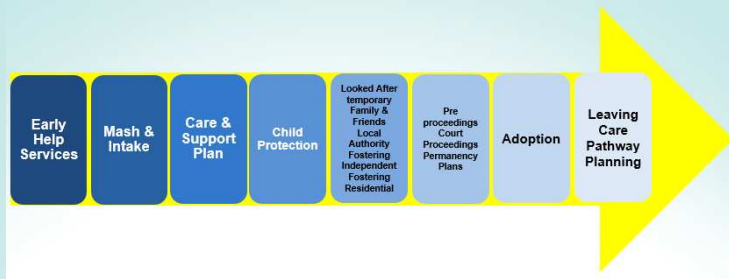 Early
Help
Services
Mash &
Intake
Care &
Support
Plan
Child
Protection
Looked After
temporary
Family &
Friends
Local
Authority
Fostering
Independent
Fostering
Residential
Pre
proceedings
Court
Proceedings
Permanency
Plans
Adoption
Leaving
Care
Pathway
Planning